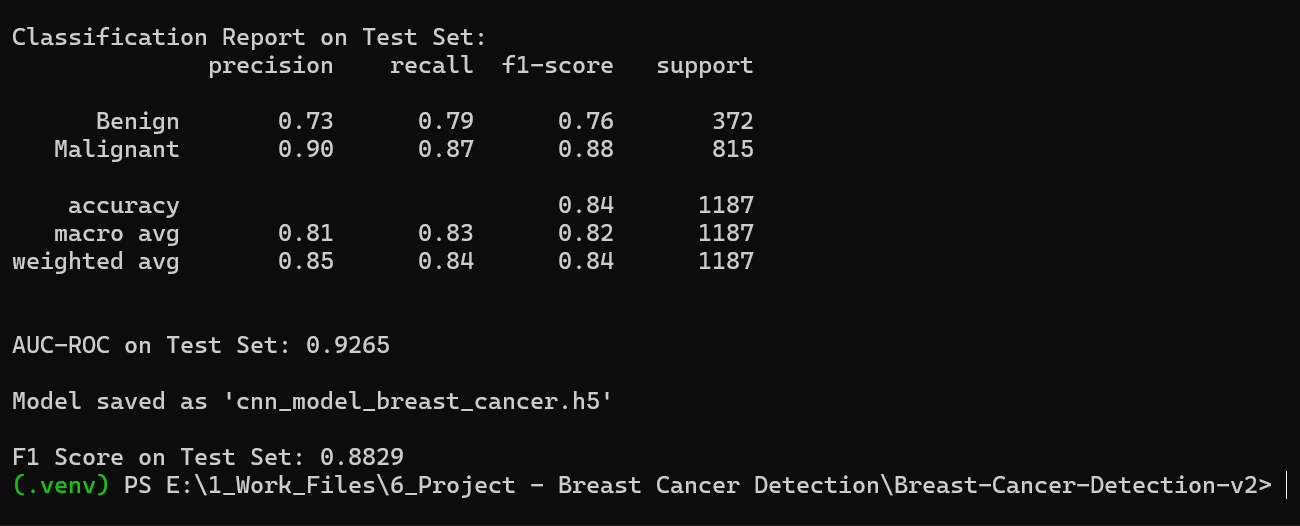 Classification Report on Test Set:
              precision    recall  f1-score   support

      Benign       0.73      0.79      0.76       372
   Malignant       0.90      0.87      0.88       815

    accuracy                           0.84      1187
   macro avg       0.81      0.83      0.82      1187
weighted avg       0.85      0.84      0.84      1187

AUC-ROC on Test Set: 0.9265

Model saved as 'cnn_model_breast_cancer.h5'

F1 Score on Test Set: 0.8829
(.venv) PS E:\1_Work_Files\6_Project - Breast Cancer Detection\Breast-Cancer-Detection-v2>